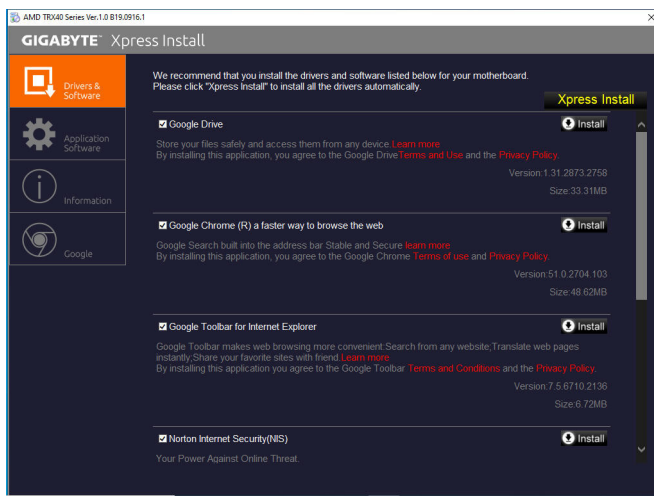 AMD TRX40 Series Ver.1.0 B19.0916.1
GIGABYTE™ Xpress Install
Drivers &
Software
Application
Software
Information
Google
We recommend that you install the drivers and software listed below for your motherboard.
Please click "Xpress Install" to install all the drivers automatically.
Xpress Install
Google Drive
Install
Store your files safely and access them from any device.Learn more
By installing this application, you agree to the Google DriveTerms and Use and the Privacy Policy.
Version:1.31.2873.2758
Size:33.31MB
Google Chrome (R) a faster way to browse the web
Install
Google Search built into the address bar Stable and Secure learn more
By installing this application, you agree to the Google Chrome Terms of use and Privacy Policy.
Version:51.0.2704.103
Size:48.62MB
Google Toolbar for Internet Explorer
Install
Google Toolbar makes web browsing more convenient:Search from any website;Translate web pages
instantly;Share your favorite sites with friend.Learn more
By installing this application you agree to the Google Toolbar Terms and Conditions and the Privacy Policy.
Version:7.5.6710.2136
Size:6.72MB
Norton Internet Security(NIS)
Install
Your Power Against Online Threat.